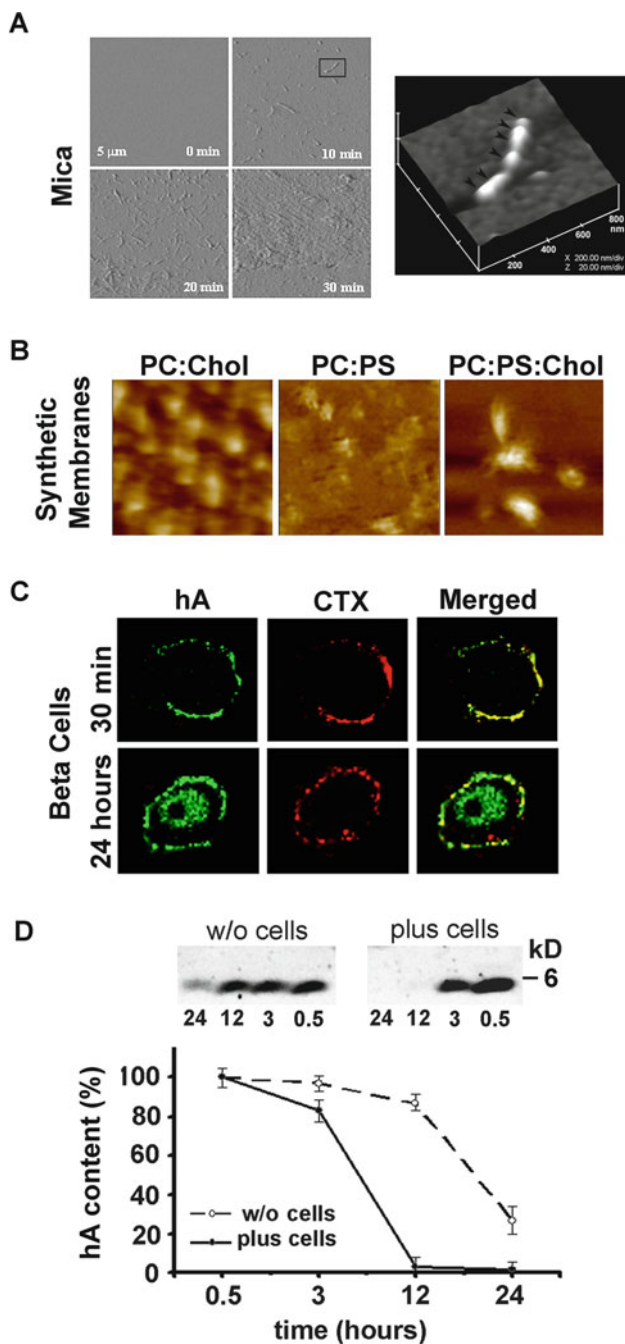 A
Mica
5 µm
0 min
10 min
20 min
30 min
200
400
600
800
nm
X 200.00 nm/div
Z 20.00 nm/div
B
Synthetic
Membranes
PC:Chol
PC:PS
PC:PS:Chol
C
hA
CTX
Merged
Beta Cells
30 min
24 hours
D
w/o cells
plus cells
kD
6
24 12 3 0.5
24 12 3 0.5
hA content (%)
100
80
60
40
20
0
w/o cells
plus cells
0.5 3 12 24
time (hours)